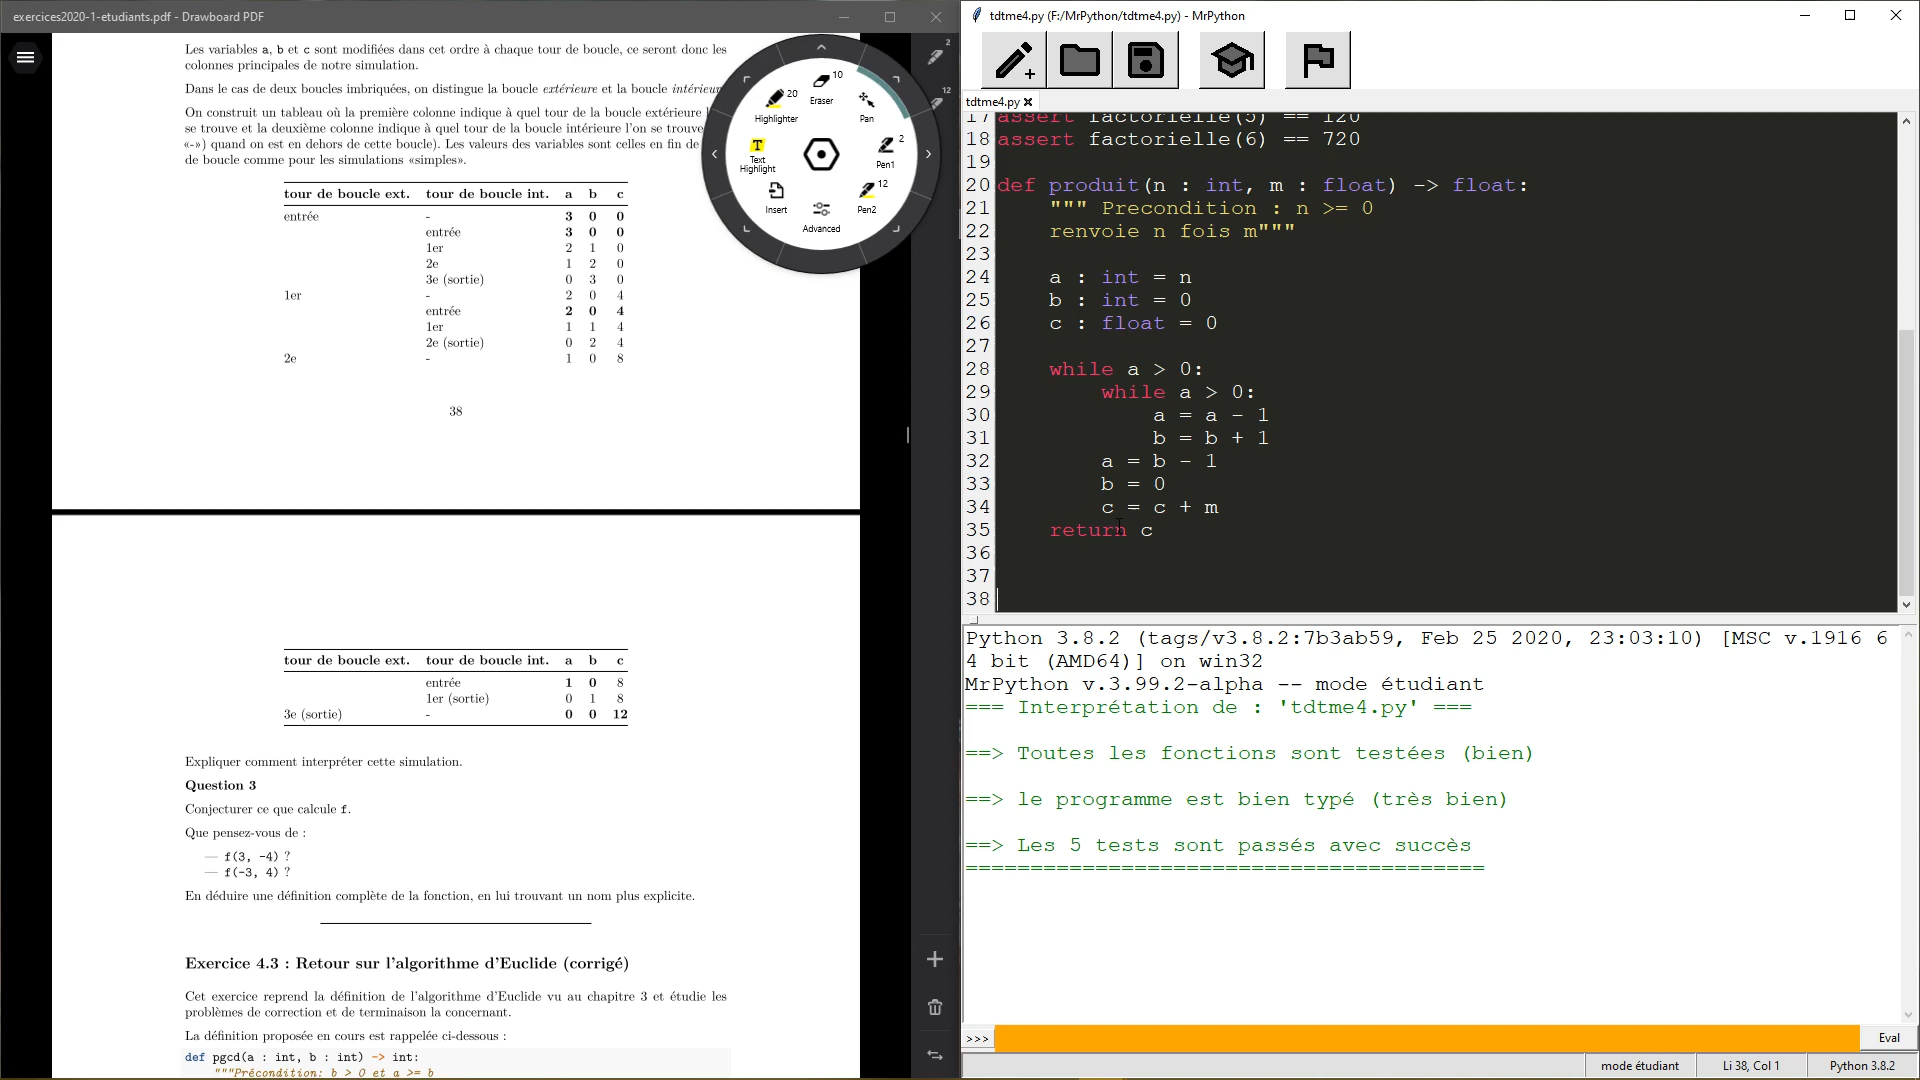 exercices2020-1-etudiants.pdf - Drawboard PDF
Les variables a, b et c sont modifiées dans cet ordre à chaque tour de boucle, ce seront donc les
colonnes principales de notre simulation.
Dans le cas de deux boucles imbriquées, on distingue la boucle extérieure et la boucle
On construit un tableau où la première colonne indique à quel tour de la boucle extérieure
se trouve et la deuxième colonne indique à quel tour de la boucle intérieure l'on se trouve
«-») quand on est en dehors de cette boucle). Les valeurs des variables sont celles en fin de
de boucle comme pour les simulations «simples».
tour de boucle ext. tour de boucle int. a b c
entrée - 3 0 0
entrée 3 0 0
1er 2 1 0
2e 1 2 0
3e (sortie) 0 3 0
1er - 2 0 4
entrée 2 0 4
1er 1 1 4
2e (sortie) 0 2 4
2e - 1 0 8
38
tour de boucle ext. tour de boucle int. a b c
entrée 1 0 8
1er (sortie) 0 1 8
3e (sortie) - 0 0 12
Expliquer comment interpréter cette simulation.
Question 3
Conjecturer ce que calcule f.
Que pensez-vous de :
— f(3, -4) ?
— f(-3, 4) ?
En déduire une définition complète de la fonction, en lui trouvant un nom plus explicite.
Exercice 4.3 : Retour sur l'algorithme d'Euclide (corrigé)
Cet exercice reprend la définition de l'algorithme d'Euclide vu au chapitre 3 et étudie les
problèmes de correction et de terminaison la concernant.
La définition proposée en cours est rappelée ci-dessous :
def pgcd(a : int, b : int) -> int:
"""Précondition: b > 0 et a >= b
10
Eraser
20
Highlighter
Pan
Text
Highlight
2
Pen1
Insert
12
Pen2
Advanced
2
12
tdtme4.py (F:/MrPython/tdtme4.py) - MrPython
tdtme4.py
17 assert factorielle(5) == 120
18 assert factorielle(6) == 720
19
20 def produit(n : int, m : float) -> float:
21 """ Precondition : n >= 0
22 renvoie n fois m"""
23
24 a : int = n
25 b : int = 0
26 c : float = 0
27
28 while a > 0:
29 while a > 0:
30 a = a - 1
31 b = b + 1
32 a = b - 1
33 b = 0
34 c = c + m
35 return c
36
37
38
Python 3.8.2 (tags/v3.8.2:7b3ab59, Feb 25 2020, 23:03:10) [MSC v.1916 6
4 bit (AMD64)] on win32
MrPython v.3.99.2-alpha -- mode étudiant
=== Interprétation de : 'tdtme4.py' ===
==> Toutes les fonctions sont testées (bien)
==> le programme est bien typé (très bien)
==> Les 5 tests sont passés avec succès
========================================
>>>
Eval
mode étudiant
Li 38, Col 1
Python 3.8.2